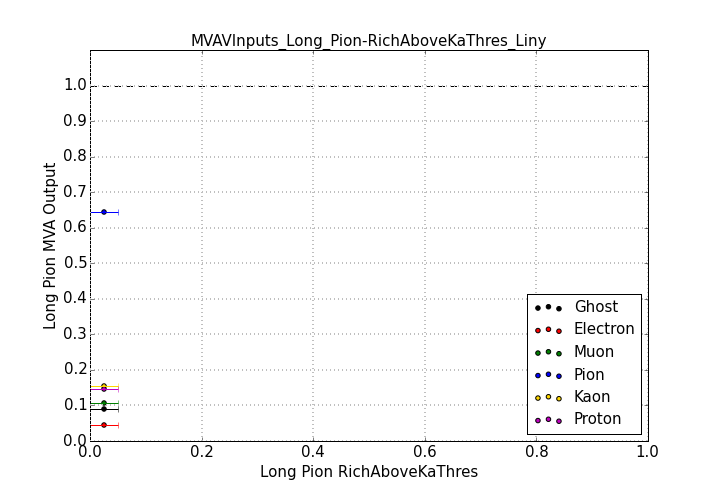 MVAVInputs_Long_Pion-RichAboveKaThres_Liny
Long Pion MVA Output
1.0
0.9
0.8
0.7
0.6
0.5
0.4
0.3
0.2
0.1
0.0
Ghost
Electron
Muon
Pion
Kaon
Proton
0.0 0.2 0.4 0.6 0.8 1.0
Long Pion RichAboveKaThres